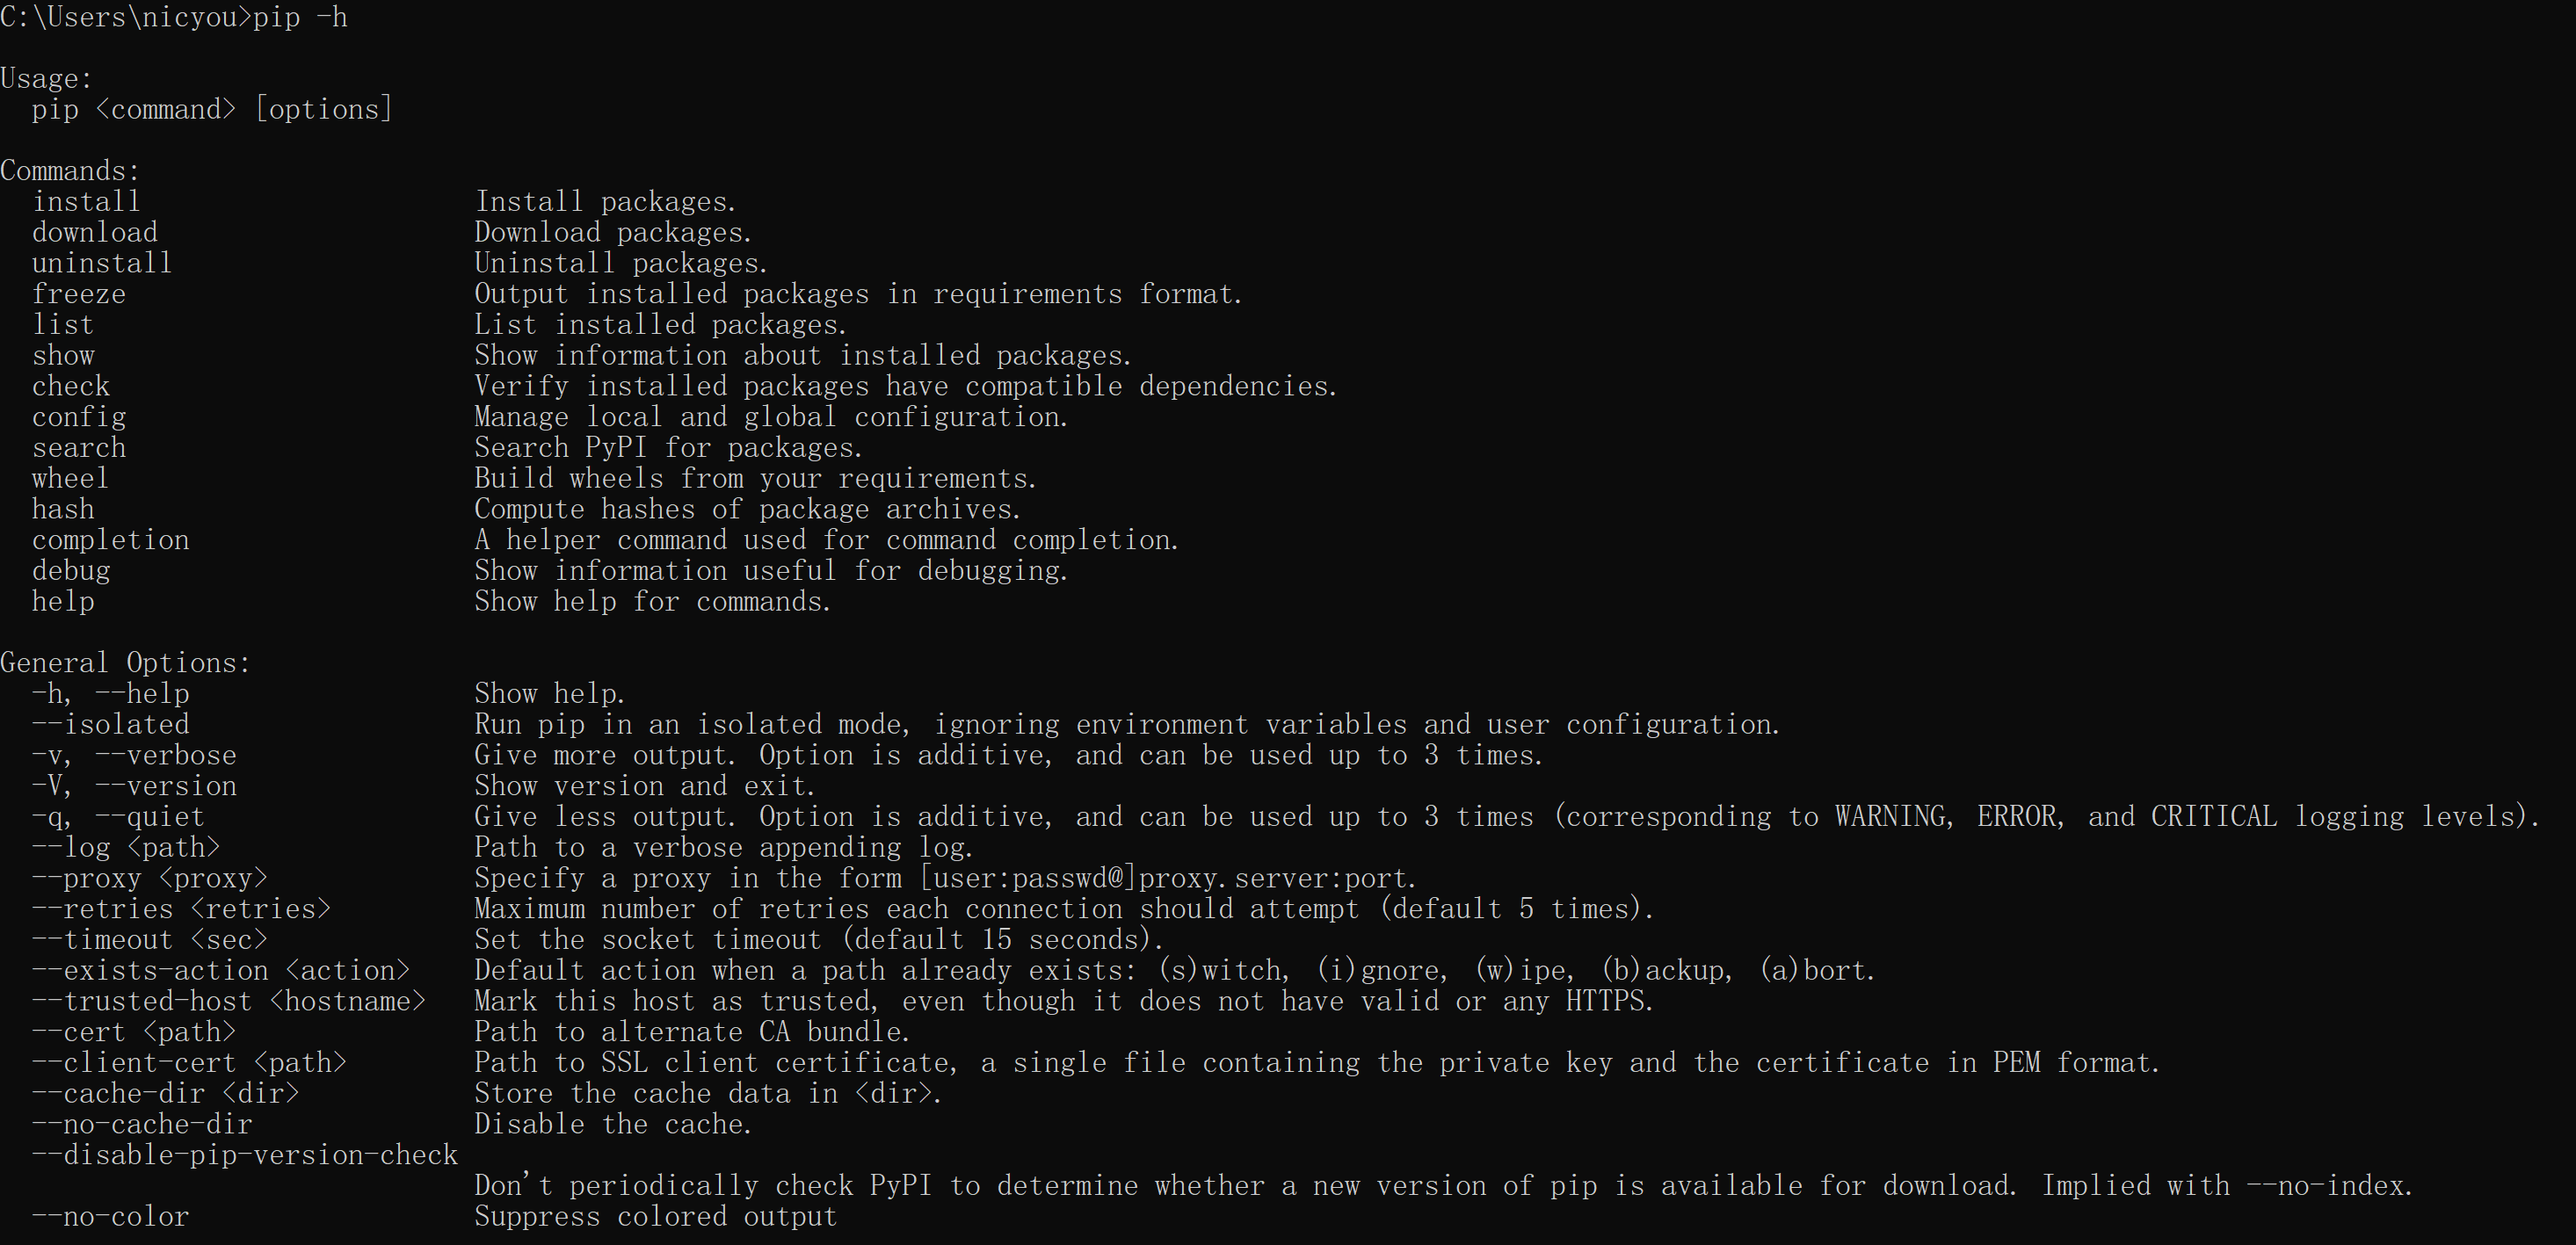 C:\Users\nicyou>pip -h
Usage:
  pip <command> [options]
Commands:
  install                     Install packages.
  download                    Download packages.
  uninstall                   Uninstall packages.
  freeze                      Output installed packages in requirements format.
  list                        List installed packages.
  show                        Show information about installed packages.
  check                       Verify installed packages have compatible dependencies.
  config                      Manage local and global configuration.
  search                      Search PyPI for packages.
  wheel                       Build wheels from your requirements.
  hash                        Compute hashes of package archives.
  completion                  A helper command used for command completion.
  debug                       Show information useful for debugging.
  help                        Show help for commands.
General Options:
  -h, --help                  Show help.
  --isolated                  Run pip in an isolated mode, ignoring environment variables and user configuration.
  -v, --verbose               Give more output. Option is additive, and can be used up to 3 times.
  -V, --version               Show version and exit.
  -q, --quiet                 Give less output. Option is additive, and can be used up to 3 times (corresponding to WARNING, ERROR, and CRITICAL logging levels).
  --log <path>                Path to a verbose appending log.
  --proxy <proxy>             Specify a proxy in the form [user:passwd@]proxy.server:port.
  --retries <retries>         Maximum number of retries each connection should attempt (default 5 times).
  --timeout <sec>             Set the socket timeout (default 15 seconds).
  --exists-action <action>    Default action when a path already exists: (s)witch, (i)gnore, (w)ipe, (b)ackup, (a)bort.
  --trusted-host <hostname>   Mark this host as trusted, even though it does not have valid or any HTTPS.
  --cert <path>               Path to alternate CA bundle.
  --client-cert <path>        Path to SSL client certificate, a single file containing the private key and the certificate in PEM format.
  --cache-dir <dir>           Store the cache data in <dir>.
  --no-cache-dir              Disable the cache.
  --disable-pip-version-check
                              Don't periodically check PyPI to determine whether a new version of pip is available for download. Implied with --no-index.
  --no-color                  Suppress colored output